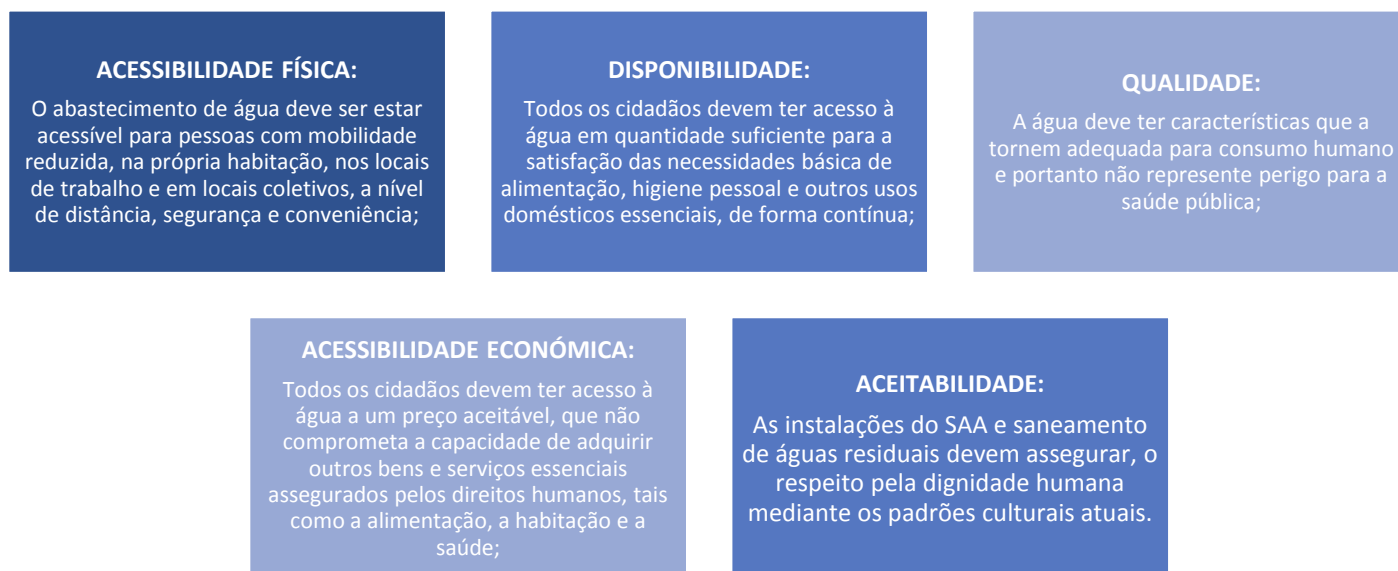 ACESSIBILIDADE FÍSICA:
O abastecimento de água deve ser estar
acessível para pessoas com mobilidade
reduzida, na própria habitação, nos locais
de trabalho e em locais coletivos, a nível
de distância, segurança e conveniência;
DISPONIBILIDADE:
Todos os cidadãos devem ter acesso à
água em quantidade suficiente para a
satisfação das necessidades básica de
alimentação, higiene pessoal e outros usos
domésticos essenciais, de forma contínua;
QUALIDADE:
A água deve ter características que a
tornem adequada para consumo humano
e portanto não represente perigo para a
saúde pública;
ACESSIBILIDADE ECONÓMICA:
Todos os cidadãos devem ter acesso à
água a um preço aceitável, que não
comprometa a capacidade de adquirir
outros bens e serviços essenciais
assegurados pelos direitos humanos, tais
como a alimentação, a habitação e a
saúde;
ACEITABILIDADE:
As instalações do SAA e saneamento
de águas residuais devem assegurar, o
respeito pela dignidade humana
mediante os padrões culturais atuais.